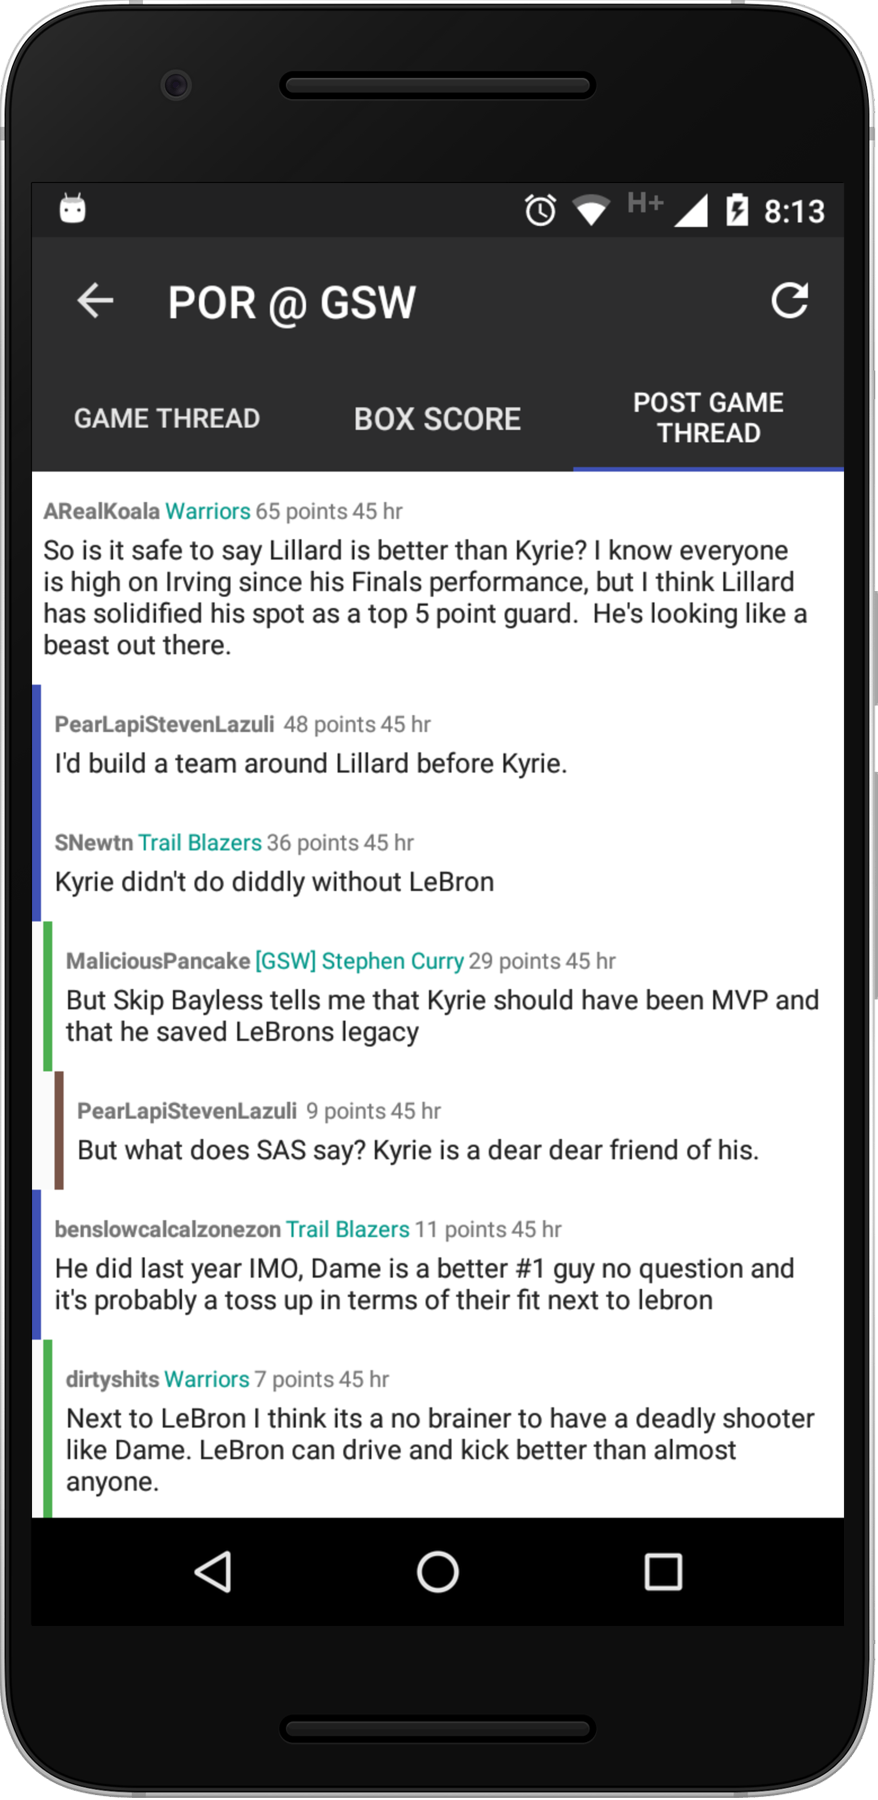 H+ 8:13
POR @ GSW
GAME THREAD
BOX SCORE
POST GAME
THREAD
ARealKoala Warriors 65 points 45 hr
So is it safe to say Lillard is better than Kyrie? I know everyone
is high on Irving since his Finals performance, but I think Lillard
has solidified his spot as a top 5 point guard.  He's looking like a
beast out there.
PearLapiStevenLazuli 48 points 45 hr
I'd build a team around Lillard before Kyrie.
SNewtn Trail Blazers 36 points 45 hr
Kyrie didn't do diddly without LeBron
MaliciousPancake [GSW] Stephen Curry 29 points 45 hr
But Skip Bayless tells me that Kyrie should have been MVP and
that he saved LeBrons legacy
PearLapiStevenLazuli 9 points 45 hr
But what does SAS say? Kyrie is a dear dear friend of his.
benslowcalcalzonezon Trail Blazers 11 points 45 hr
He did last year IMO, Dame is a better #1 guy no question and
it's probably a toss up in terms of their fit next to lebron
dirtyshits Warriors 7 points 45 hr
Next to LeBron I think its a no brainer to have a deadly shooter
like Dame. LeBron can drive and kick better than almost
anyone.